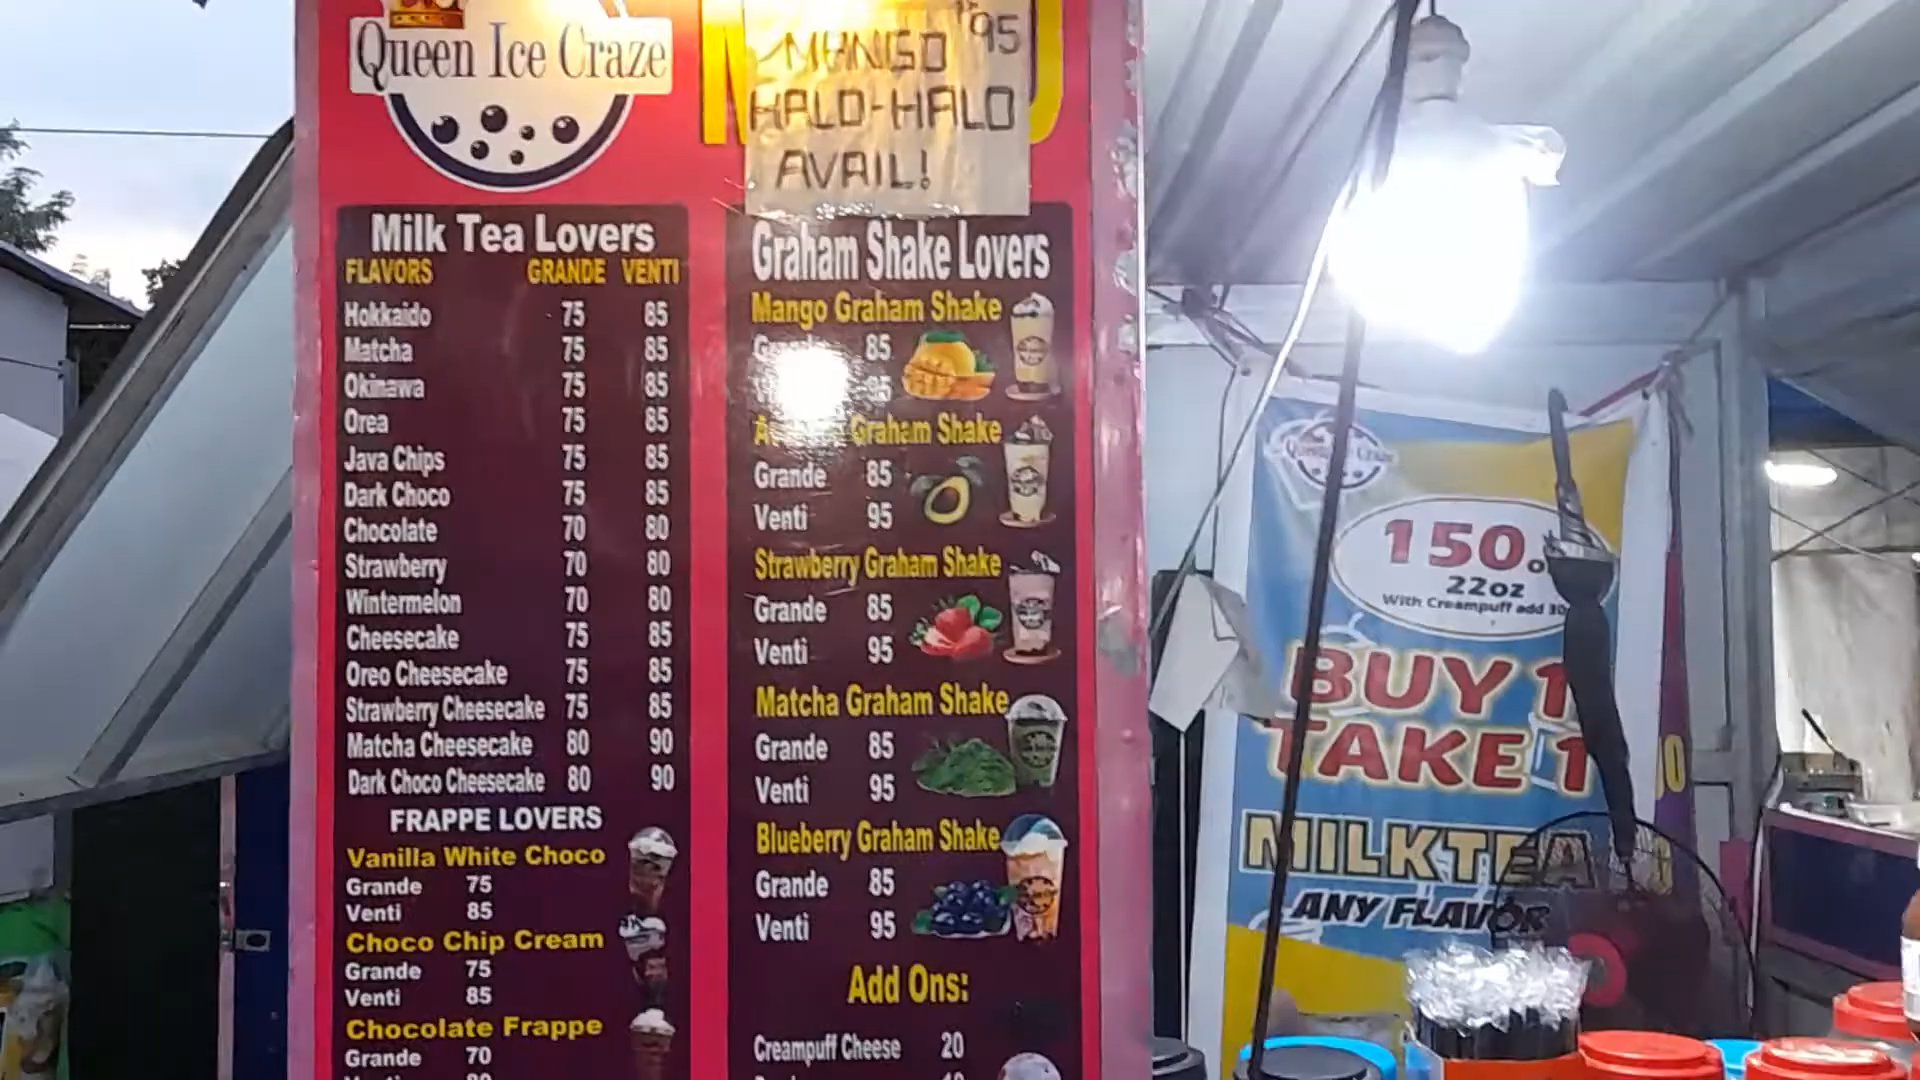 Queen Ice Craze
₱95
MANGO
HALO-HALO
AVAIL!
Milk Tea Lovers
FLAVORS GRANDE VENTI
Hokkaido 75 85
Matcha 75 85
Okinawa 75 85
Orea 75 85
Java Chips 75 85
Dark Choco 75 85
Chocolate 70 80
Strawberry 70 80
Wintermelon 70 80
Cheesecake 75 85
Oreo Cheesecake 75 85
Strawberry Cheesecake 75 85
Matcha Cheesecake 80 90
Dark Choco Cheesecake 80 90
FRAPPE LOVERS
Vanilla White Choco
Grande 75
Venti 85
Choco Chip Cream
Grande 75
Venti 85
Chocolate Frappe
Grande 70
Graham Shake Lovers
Mango Graham Shake
85
95
Graham Shake
Grande 85
Venti 95
Strawberry Graham Shake
Grande 85
Venti 95
Matcha Graham Shake
Grande 85
Venti 95
Blueberry Graham Shake
Grande 85
Venti 95
Add Ons:
Creampuff Cheese 20
150
22oz
With Creampuff add 30
BUY 1
TAKE 1
MILKTEA
ANY FLAVOR